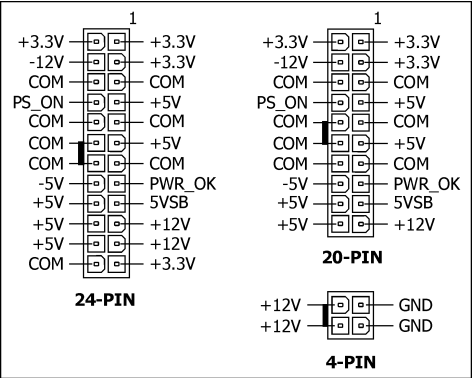 1
+3.3V +3.3V
-12V +3.3V
COM COM
PS_ON +5V
COM COM
COM +5V
COM COM
-5V PWR_OK
+5V 5VSB
+5V +12V
+5V +12V
COM +3.3V
24-PIN
1
+3.3V +3.3V
-12V +3.3V
COM COM
PS_ON +5V
COM COM
COM +5V
COM COM
-5V PWR_OK
+5V 5VSB
+5V +12V
20-PIN
+12V GND
+12V GND
4-PIN